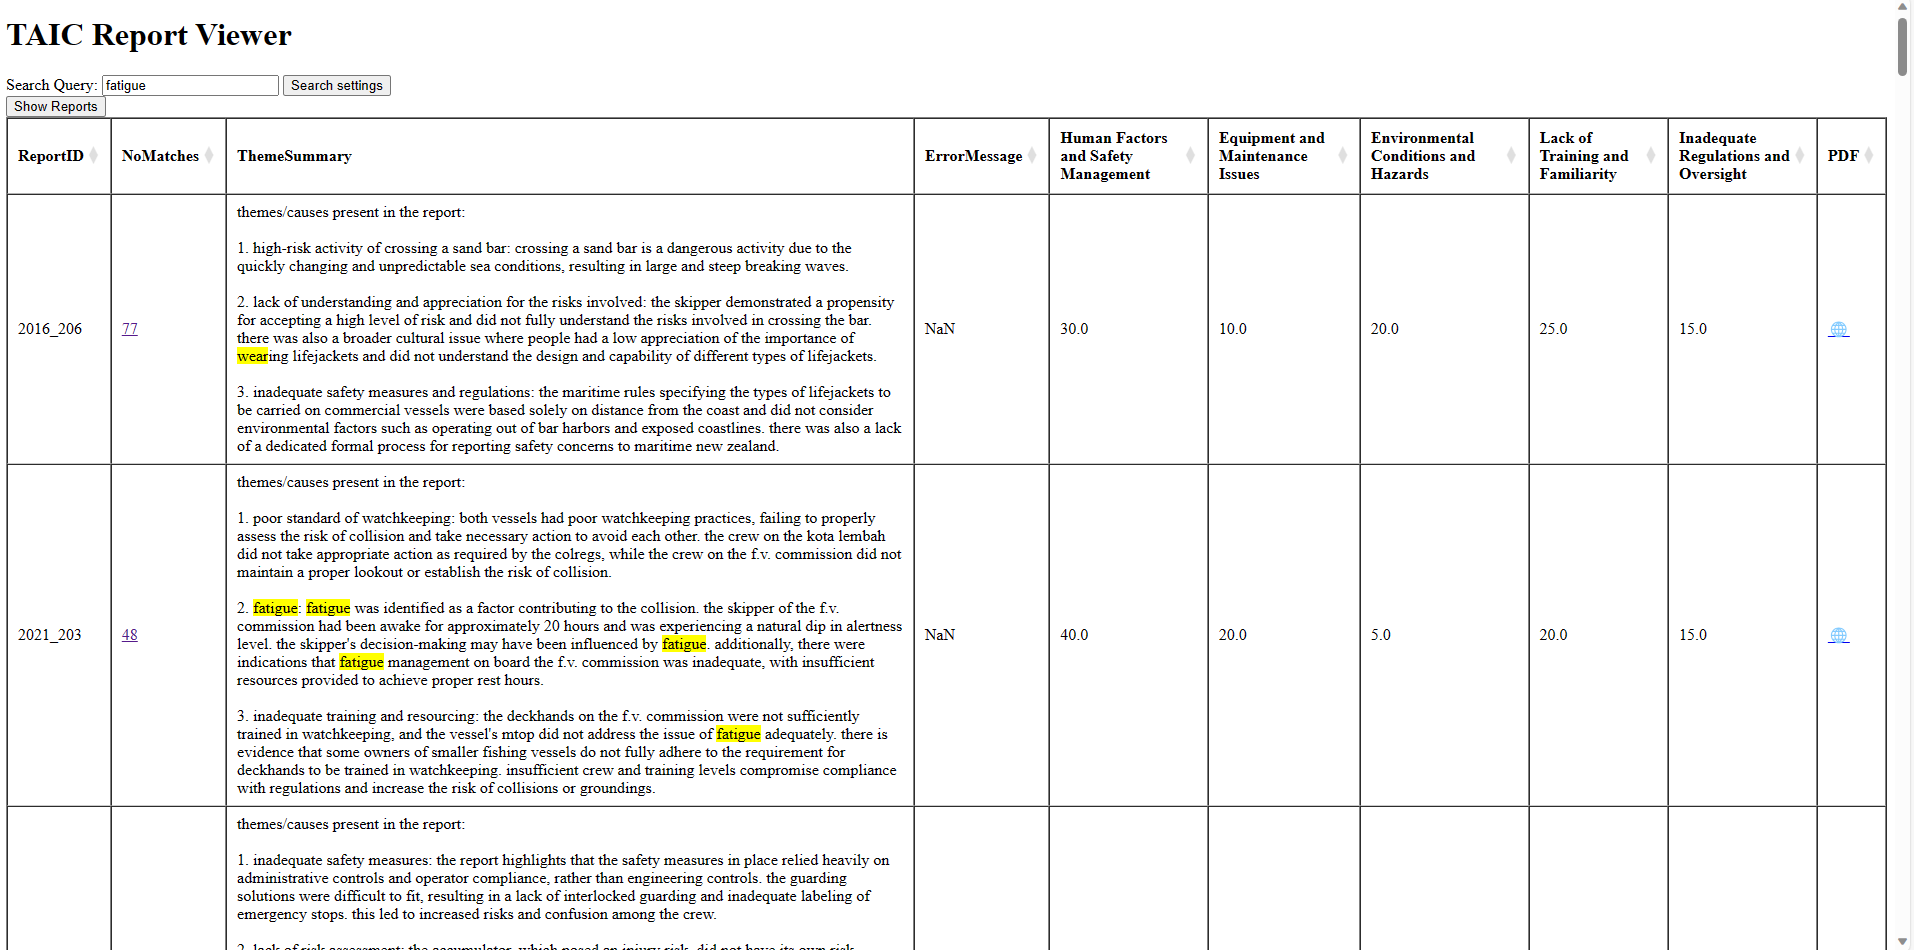 TAIC Report Viewer
Search Query: fatigue Search settings
Show Reports
ReportID NoMatches ThemeSummary ErrorMessage Human Factors and Safety Management Equipment and Maintenance Issues Environmental Conditions and Hazards Lack of Training and Familiarity Inadequate Regulations and Oversight PDF
themes/causes present in the report:
1. high-risk activity of crossing a sand bar: crossing a sand bar is a dangerous activity due to the
quickly changing and unpredictable sea conditions, resulting in large and steep breaking waves.
2. lack of understanding and appreciation for the risks involved: the skipper demonstrated a propensity
for accepting a high level of risk and did not fully understand the risks involved in crossing the bar.
2016_206 77 NaN 30.0 10.0 20.0 25.0 15.0
there was also a broader cultural issue where people had a low appreciation of the importance of
wearing lifejackets and did not understand the design and capability of different types of lifejackets.
3. inadequate safety measures and regulations: the maritime rules specifying the types of lifejackets to
be carried on commercial vessels were based solely on distance from the coast and did not consider
environmental factors such as operating out of bar harbors and exposed coastlines. there was also a lack
of a dedicated formal process for reporting safety concerns to maritime new zealand.
themes/causes present in the report:
1. poor standard of watchkeeping: both vessels had poor watchkeeping practices, failing to properly
assess the risk of collision and take necessary action to avoid each other. the crew on the kota lembah
did not take appropriate action as required by the colregs, while the crew on the f.v. commission did not
maintain a proper lookout or establish the risk of collision.
2. fatigue: fatigue was identified as a factor contributing to the collision. the skipper of the f.v.
commission had been awake for approximately 20 hours and was experiencing a natural dip in alertness
2021_203 48 NaN 40.0 20.0 5.0 20.0 15.0
level. the skipper's decision-making may have been influenced by fatigue. additionally, there were
indications that fatigue management on board the f.v. commission was inadequate, with insufficient
resources provided to achieve proper rest hours.
3. inadequate training and resourcing: the deckhands on the f.v. commission were not sufficiently
trained in watchkeeping, and the vessel's mtop did not address the issue of fatigue adequately. there is
evidence that some owners of smaller fishing vessels do not fully adhere to the requirement for
deckhands to be trained in watchkeeping. insufficient crew and training levels compromise compliance
with regulations and increase the risk of collisions or groundings.
themes/causes present in the report:
1. inadequate safety measures: the report highlights that the safety measures in place relied heavily on
administrative controls and operator compliance, rather than engineering controls. the guarding
solutions were difficult to fit, resulting in a lack of interlocked guarding and inadequate labeling of
emergency stops. this led to increased risks and confusion among the crew.
2. lack of risk assessment: the accumulator, which posed an injury risk, did not have its own risk